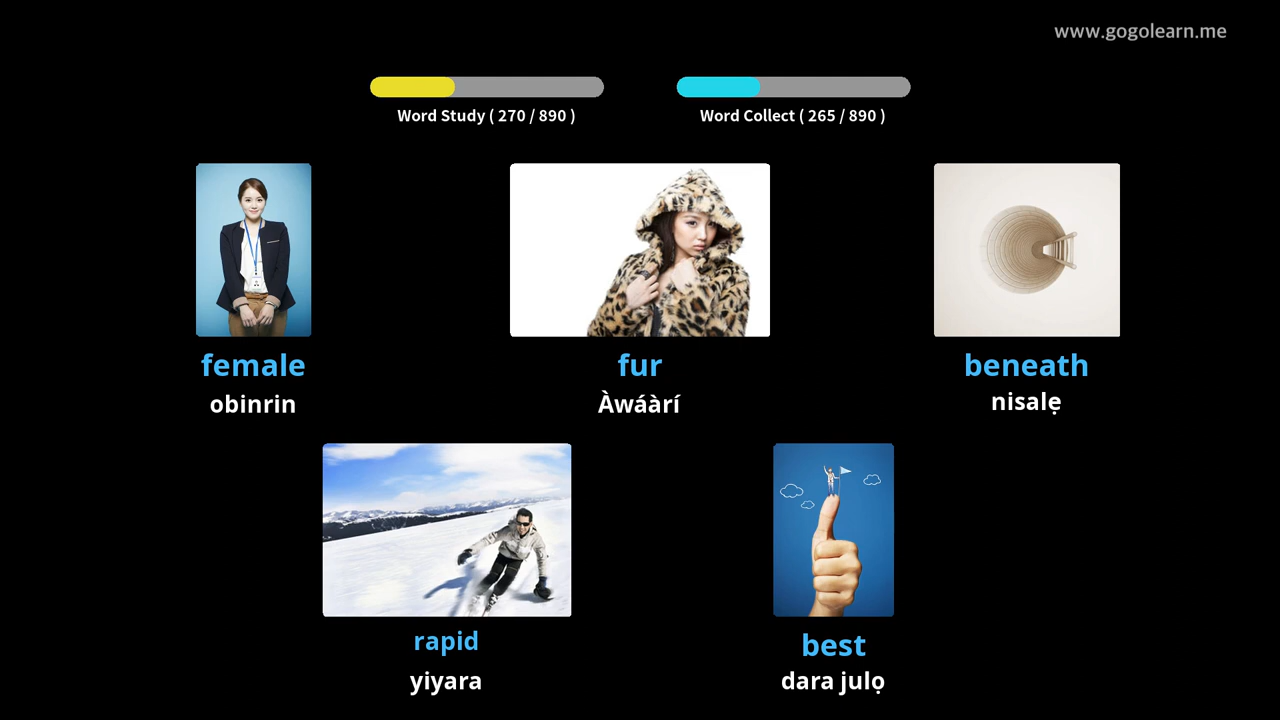 www.gogolearn.me
Word Study ( 270 / 890 )
Word Collect ( 265 / 890 )
female
obinrin
fur
Àwáàrí
beneath
nisalẹ
rapid
yiyara
best
dara julọ